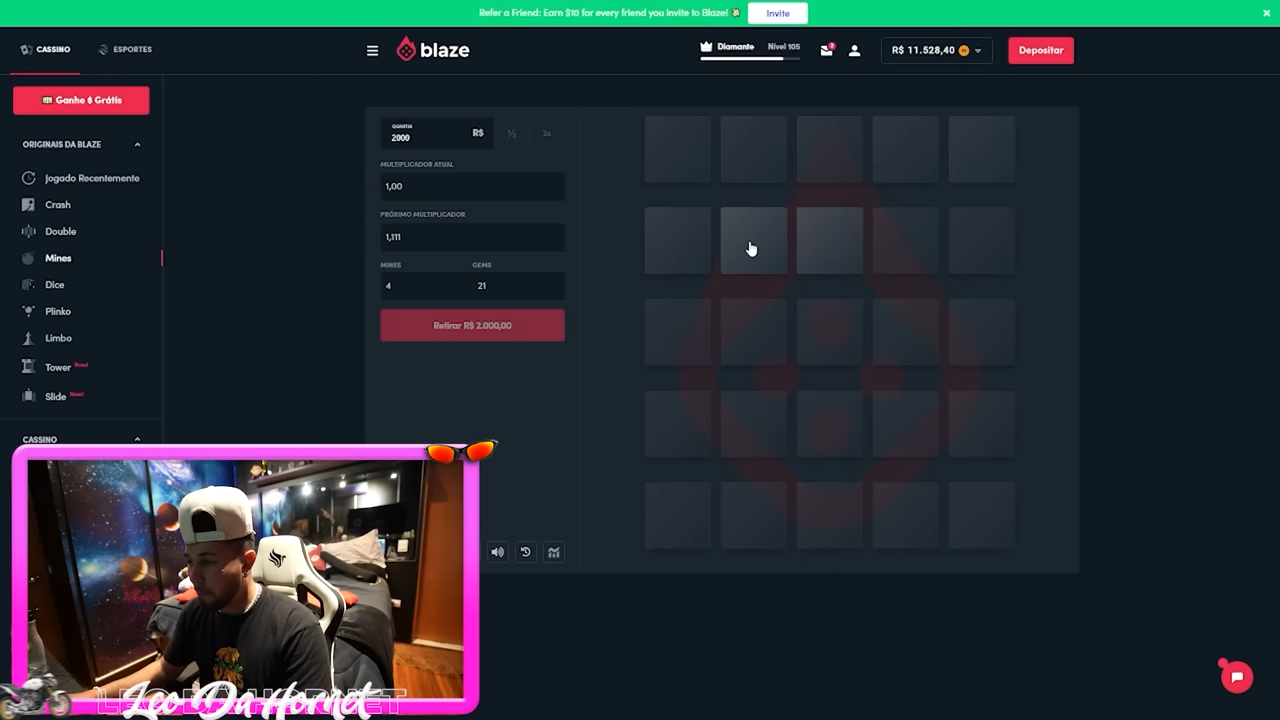 Refer a Friend: Earn $10 for every friend you invite to Blaze! 💸 Invite
CASSINO ESPORTES
blaze
Diamante Nível 105
R$ 11.528,40
Depositar
Ganhe $ Grátis
ORIGINAIS DA BLAZE
Jogado Recentemente
Crash
Double
Mines
Dice
Plinko
Limbo
Tower
Slide
CASSINO
QUANTIA
2000 R$ ½ 2x
MULTIPLICADOR ATUAL
1,00
PRÓXIMO MULTIPLICADOR
1,111
MINES GEMS
4 21
Retirar R$ 2.000,00
Leo Da Hornet